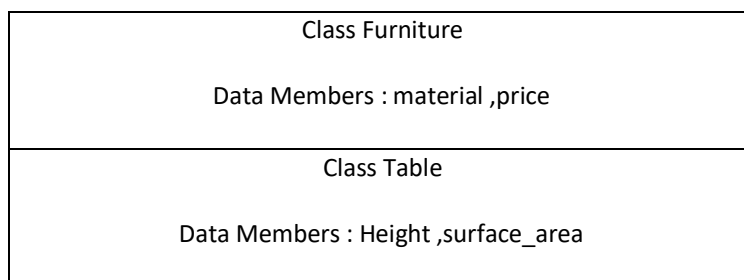 Class Furniture
Data Members : material ,price
Class Table
Data Members : Height ,surface_area